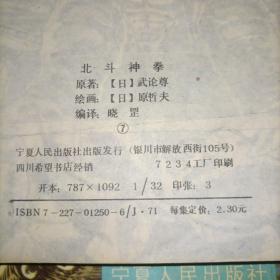 北斗神拳
原著：【日】武论尊
绘画：【日】原哲夫
编译：晓 罡
⑦
宁夏人民出版社出版发行（银川市解放西街105号）
四川希望书店经销 7234工厂印刷
开本：787×1092 1/32 印张：3
ISBN7-227-01250-6/J·71 每集定价：2.30元
宁夏人民出版社